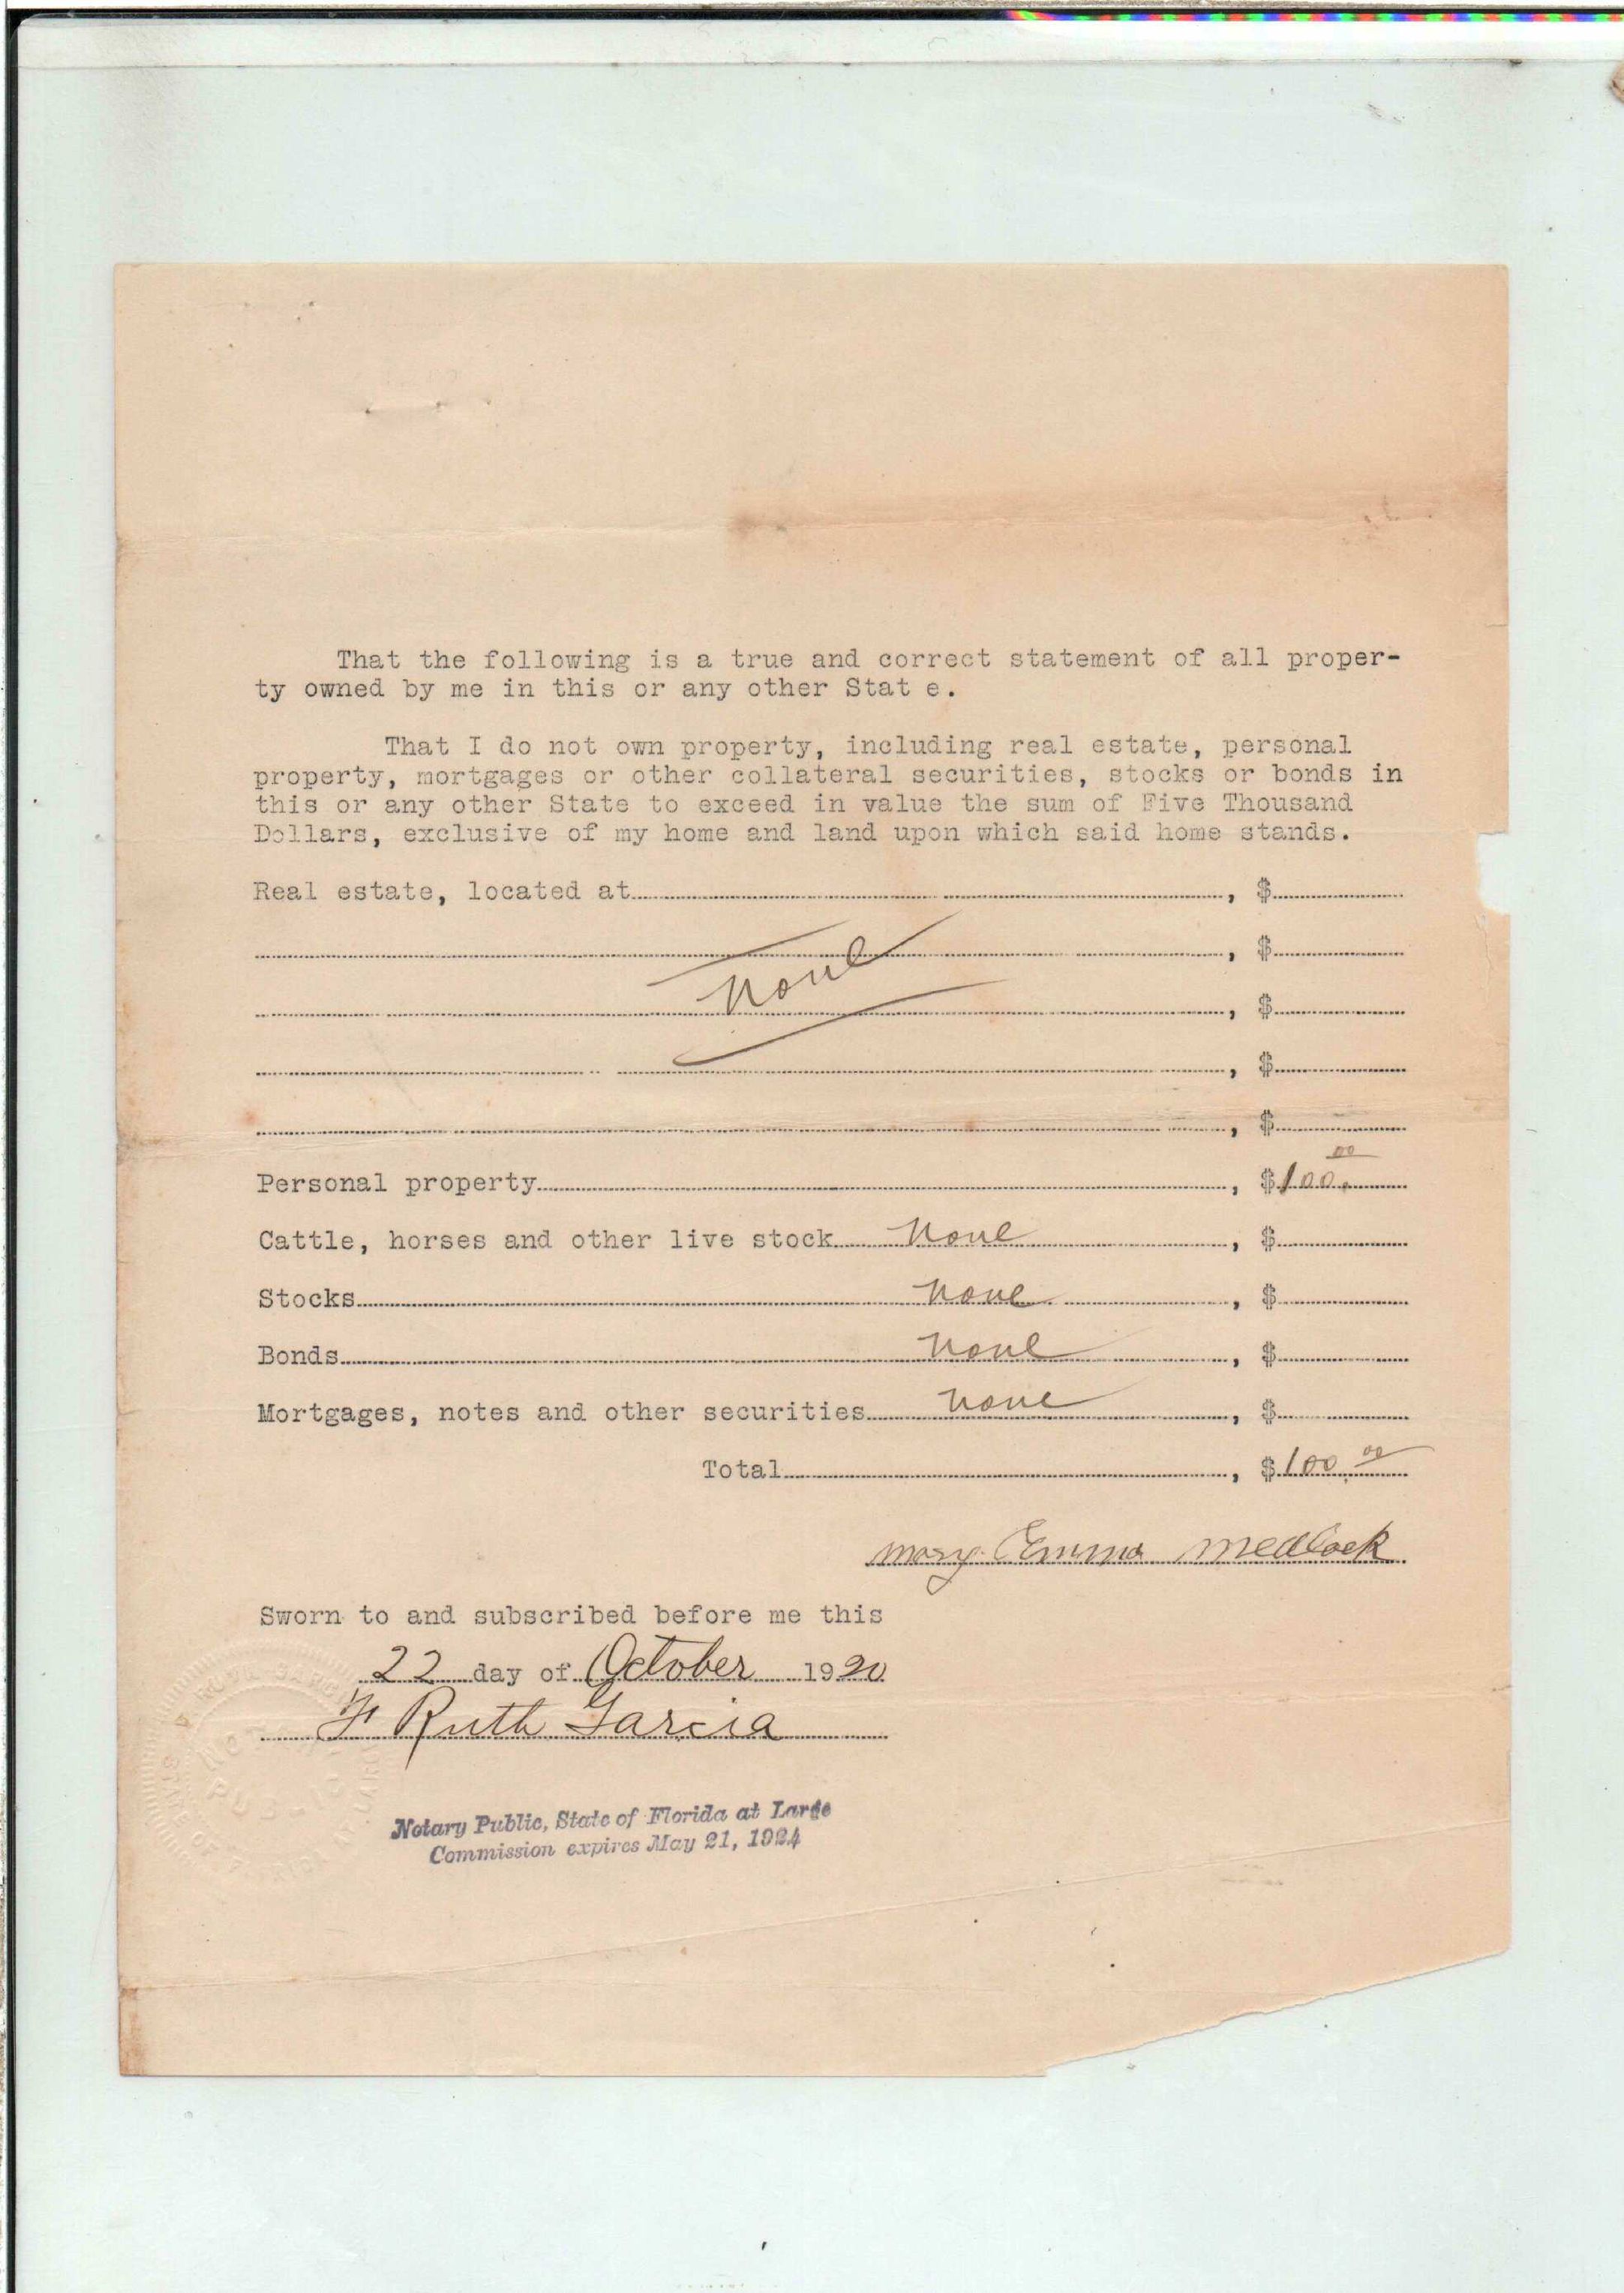 That the following is a true and correct statement of all proper-
ty owned by me in this or any other Stat e.
That I do not own property, including real estate, personal
property, mortgages or other collateral securities, stocks or bonds in
this or any other State to exceed in value the sum of Five Thousand
Dollars, exclusive of my home and land upon which said home stands.
Real estate, located at , $
, $
None
, $
, $
, $
Personal property , $100.00
Cattle, horses and other live stock None , $
Stocks None , $
Bonds None , $
Mortgages, notes and other securities None , $
Total , $100.00
Mary Emma Medlock
Sworn to and subscribed before me this
22 day of October 1920
F Ruth Garcia
NOTARY PUBLIC
Notary Public, State of Florida at Large
Commission expires May 21, 1924